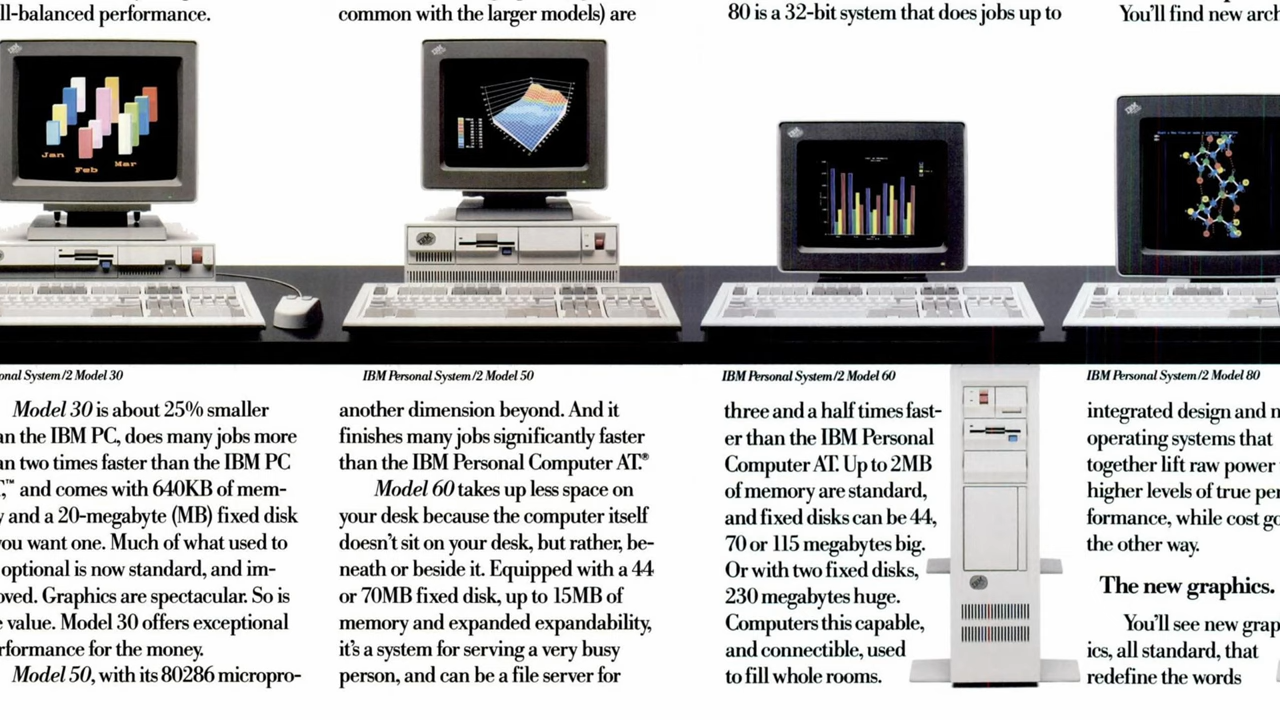 ll-balanced performance.
common with the larger models) are
80 is a 32-bit system that does jobs up to
You'll find new arch
Jan
Feb
Mar
onal System/2 Model 30
Model 30 is about 25% smaller
an the IBM PC, does many jobs more
an two times faster than the IBM PC
,™ and comes with 640KB of mem-
y and a 20-megabyte (MB) fixed disk
ou want one. Much of what used to
optional is now standard, and im-
oved. Graphics are spectacular. So is
e value. Model 30 offers exceptional
rformance for the money.
Model 50, with its 80286 micropro-
IBM Personal System/2 Model 50
another dimension beyond. And it
finishes many jobs significantly faster
than the IBM Personal Computer AT.®
Model 60 takes up less space on
your desk because the computer itself
doesn't sit on your desk, but rather, be-
neath or beside it. Equipped with a 44
or 70MB fixed disk, up to 15MB of
memory and expanded expandability,
it's a system for serving a very busy
person, and can be a file server for
IBM Personal System/2 Model 60
three and a half times fast-
er than the IBM Personal
Computer AT. Up to 2MB
of memory are standard,
and fixed disks can be 44,
70 or 115 megabytes big.
Or with two fixed disks,
230 megabytes huge.
Computers this capable,
and connectible, used
to fill whole rooms.
IBM Personal System/2 Model 80
integrated design and n
operating systems that
together lift raw power
higher levels of true per
formance, while cost go
the other way.
The new graphics.
You'll see new grap
ics, all standard, that
redefine the words